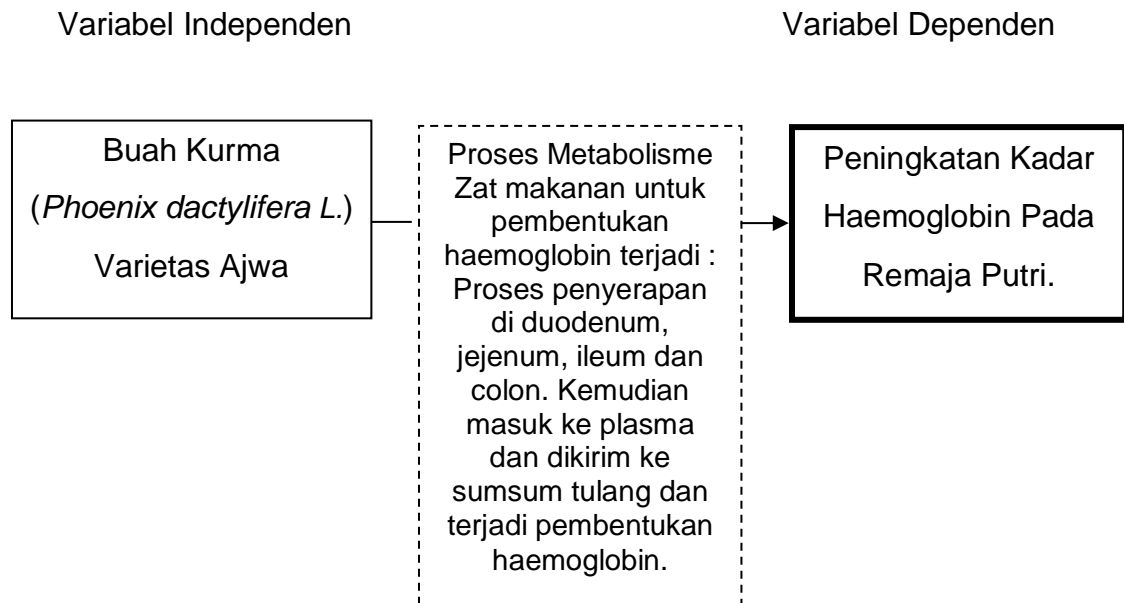 Variabel Independen
Variabel Dependen
Buah Kurma
(Phoenix dactylifera L.)
Varietas Ajwa
Proses Metabolisme
Zat makanan untuk
pembentukan
haemoglobin terjadi :
Proses penyerapan
di duodenum,
jejenum, ileum dan
colon. Kemudian
masuk ke plasma
dan dikirim ke
sumsum tulang dan
terjadi pembentukan
haemoglobin.
Peningkatan Kadar
Haemoglobin Pada
Remaja Putri.